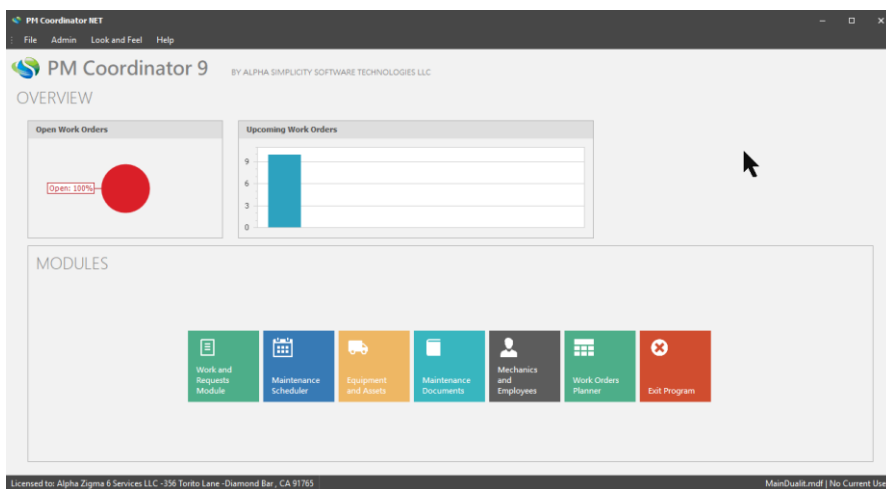 PM Coordinator NET
File Admin Look and Feel Help
PM Coordinator 9 BY ALPHA SIMPLICITY SOFTWARE TECHNOLOGIES LLC
OVERVIEW
Open Work Orders
Open: 100%
Upcoming Work Orders
9
6
3
0
MODULES
Work and
Requests
Module
Maintenance
Scheduler
Equipment
and Assets
Maintenance
Documents
Mechanics
and
Employees
Work Orders
Planner
Exit Program
Licensed to: Alpha Zigma 6 Services LLC -356 Torito Lane -Diamond Bar, CA 91765
MainDualit.mdf | No Current Use